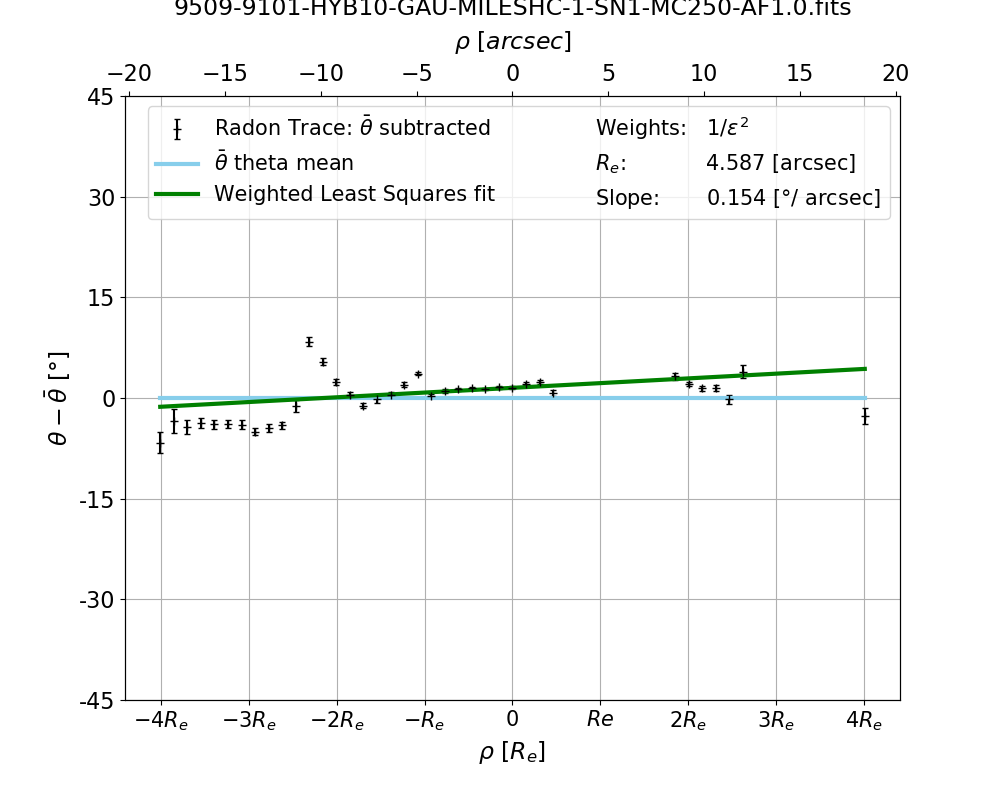 9509-9101-HYB10-GAU-MILESHC-1-SN1-MC250-AF1.0.fits
ρ [arcsec]
−20 −15 −10 −5 0 5 10 15 20
Radon Trace: θ̄ subtracted
θ̄ theta mean
Weighted Least Squares fit
Weights: 1/ε²
Rₑ: 4.587 [arcsec]
Slope: 0.154 [°/ arcsec]
45
30
15
0
-15
-30
-45
θ − θ̄ [°]
−4Rₑ −3Rₑ −2Rₑ −Rₑ 0 Re 2Rₑ 3Rₑ 4Rₑ
ρ [Rₑ]